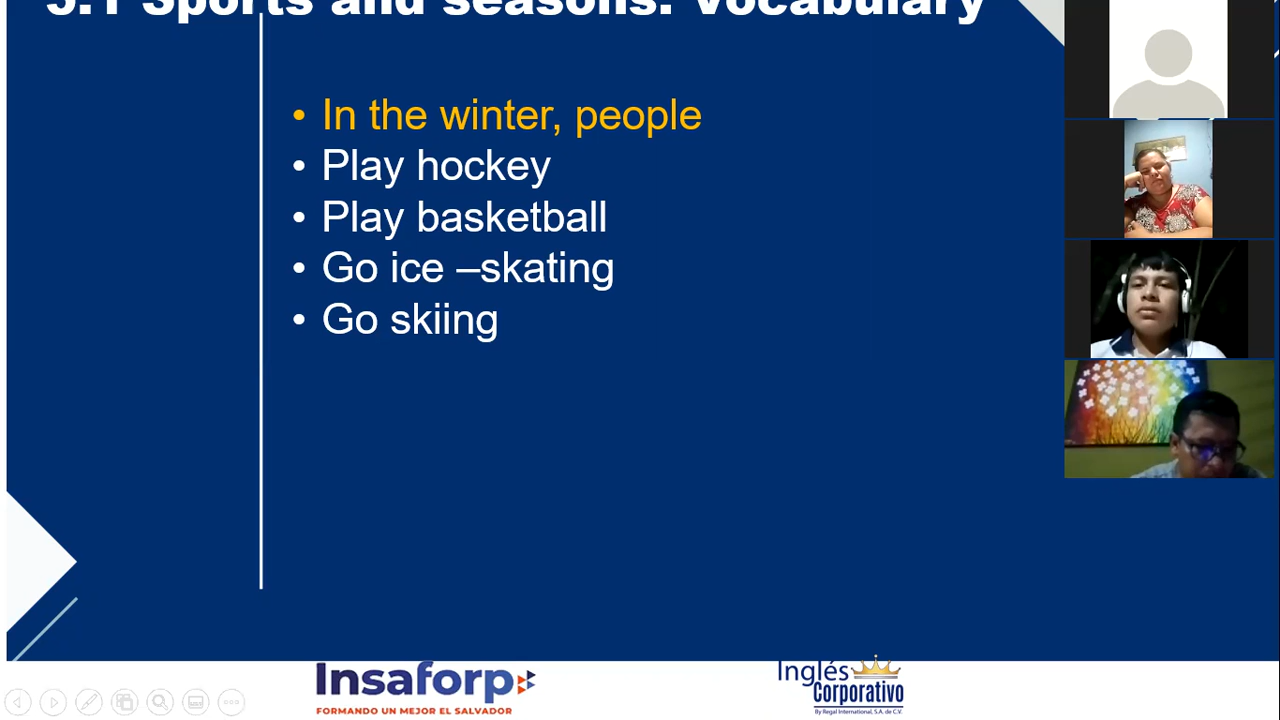 5.1 Sports and seasons: Vocabulary
• In the winter, people
• Play hockey
• Play basketball
• Go ice –skating
• Go skiing
Insaforp
FORMANDO UN MEJOR EL SALVADOR
Inglés
Corporativo
By Regal International, S.A. de C.V.